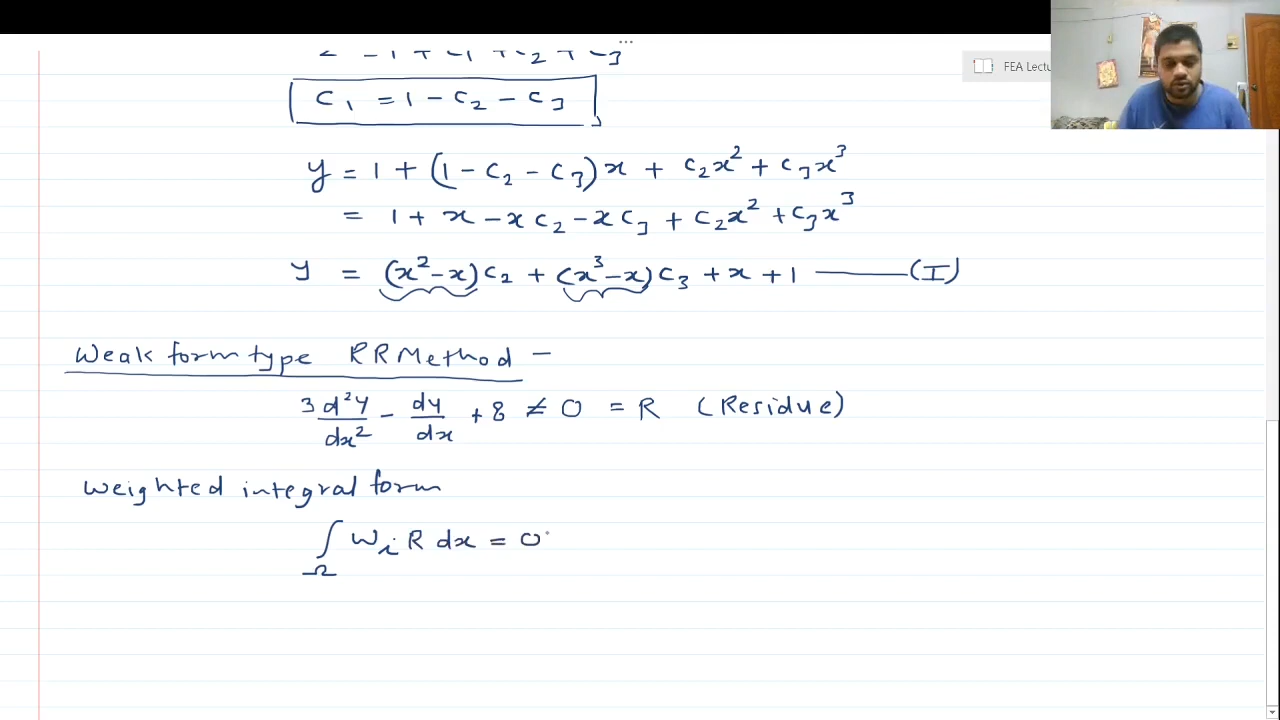 FEA Lectu
C₁ = 1 - C₂ - C₃
y = 1 + (1 - C₂ - C₃)x + C₂x² + C₃x³
= 1 + x - xC₂ - xC₃ + C₂x² + C₃x³
y = (x² - x)C₂ + (x³ - x)C₃ + x + 1 ——— (I)
Weak form type RR Method -
3 d²y/dx² - dy/dx + 8 ≠ 0 = R (Residue)
Weighted integral form
∫_Ω Wᵢ R dx = 0